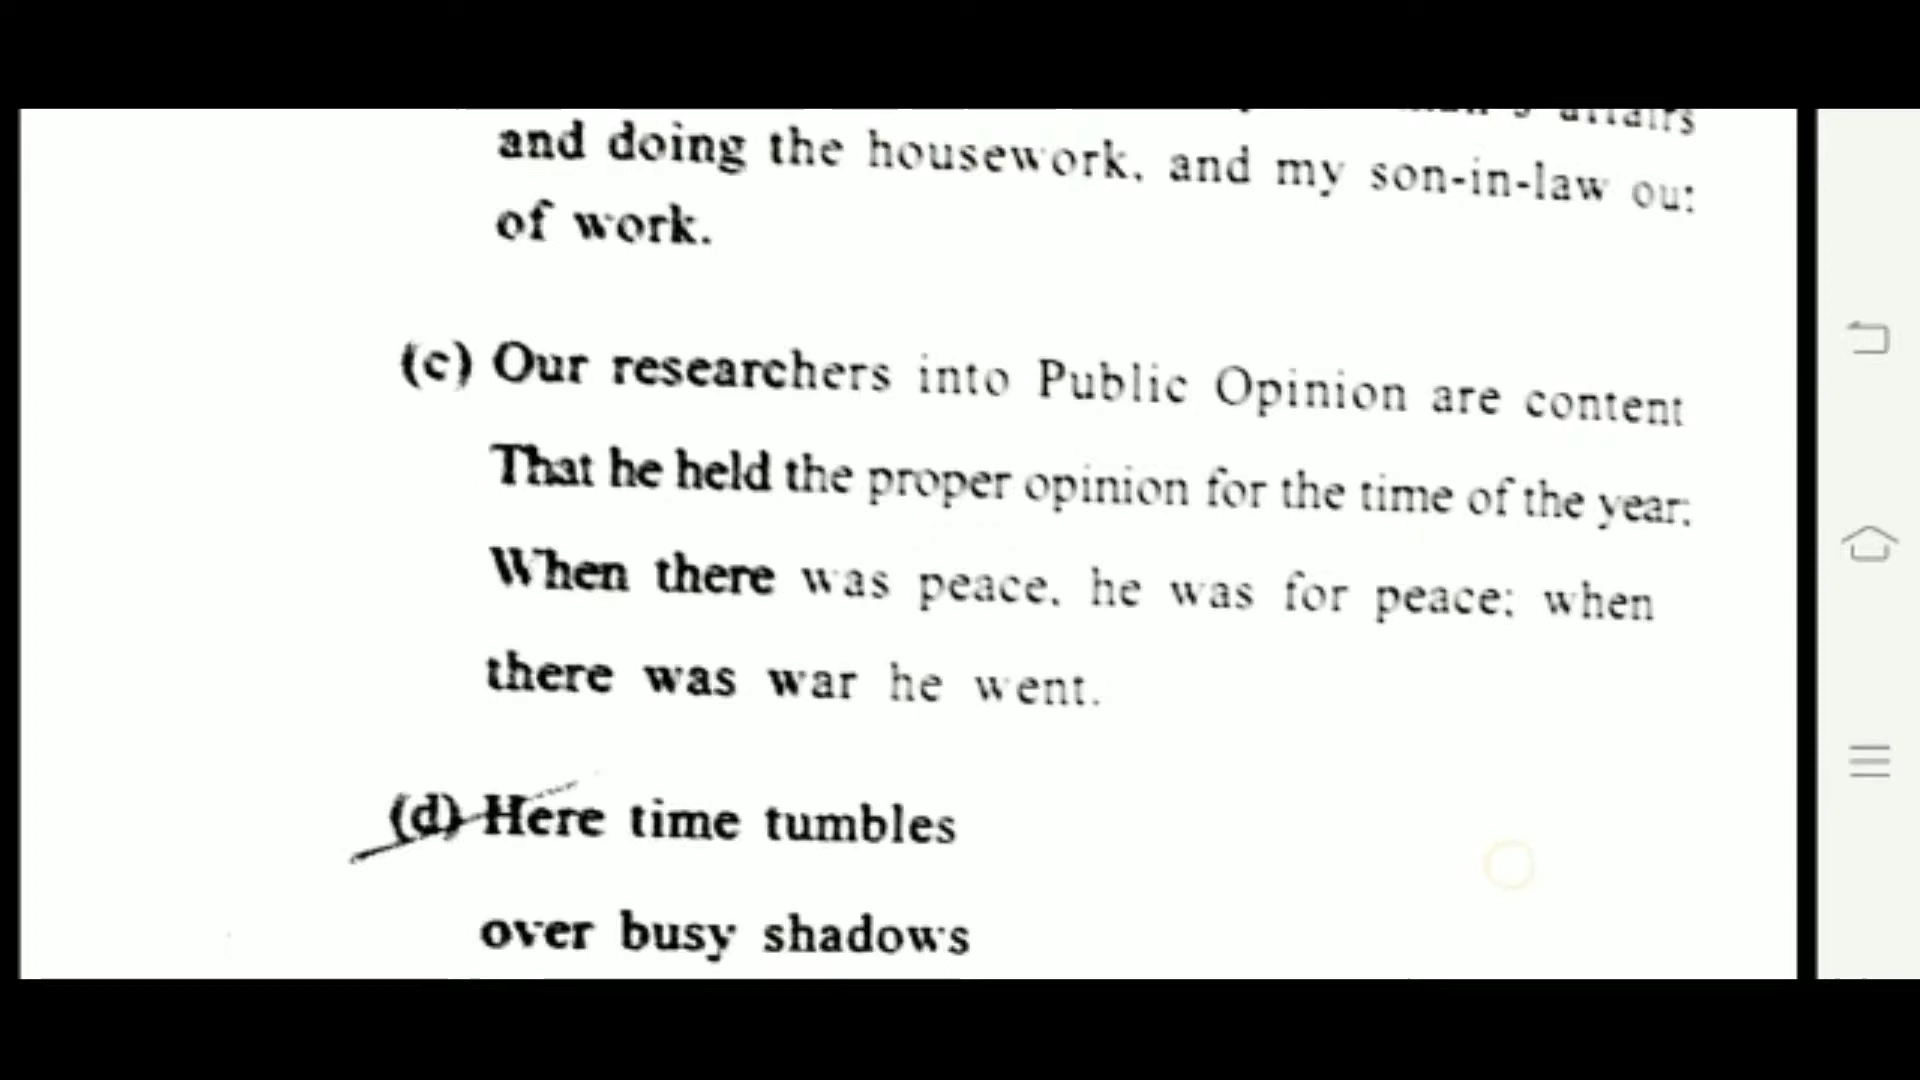 affairs
and doing the housework, and my son-in-law out
of work.
(c) Our researchers into Public Opinion are content
That he held the proper opinion for the time of the year;
When there was peace, he was for peace; when
there was war he went.
(d) Here time tumbles
over busy shadows